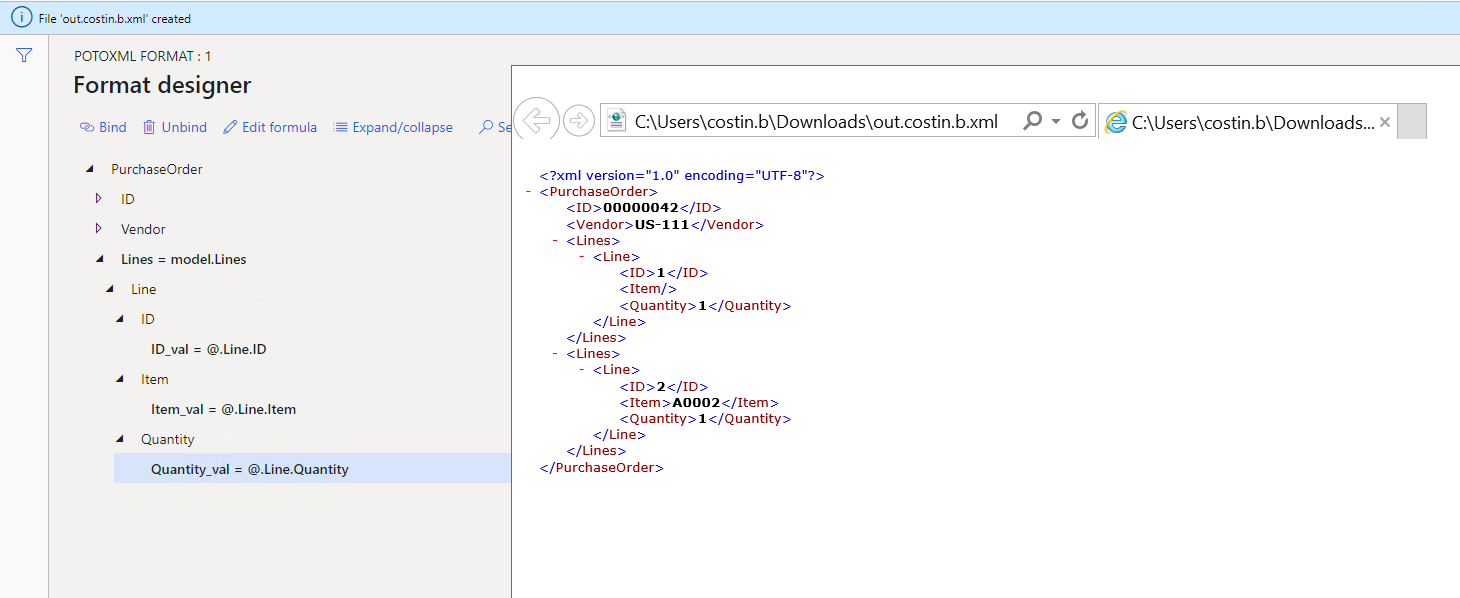 File 'out.costin.b.xml' created
POTOXML FORMAT : 1
Format designer
Bind Unbind Edit formula Expand/collapse Se
PurchaseOrder
ID
Vendor
Lines = model.Lines
Line
ID
ID_val = @.Line.ID
Item
Item_val = @.Line.Item
Quantity
Quantity_val = @.Line.Quantity
C:\Users\costin.b\Downloads\out.costin.b.xml
C:\Users\costin.b\Downloads...
<?xml version="1.0" encoding="UTF-8"?>
- <PurchaseOrder>
<ID>00000042</ID>
<Vendor>US-111</Vendor>
- <Lines>
- <Line>
<ID>1</ID>
<Item/>
<Quantity>1</Quantity>
</Line>
</Lines>
- <Lines>
- <Line>
<ID>2</ID>
<Item>A0002</Item>
<Quantity>1</Quantity>
</Line>
</Lines>
</PurchaseOrder>